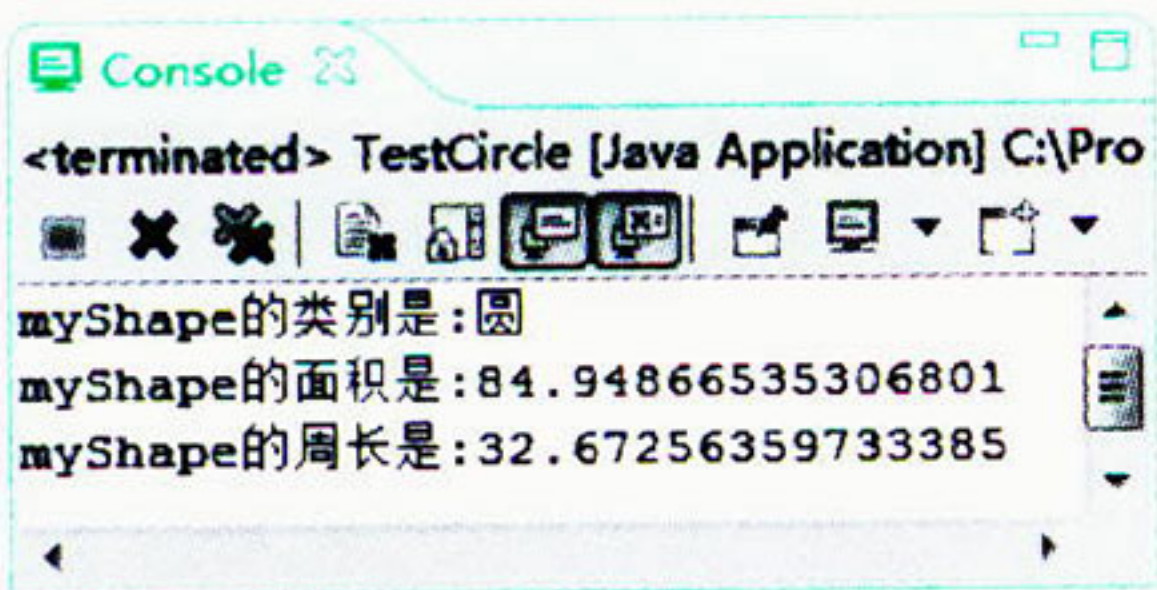 Console
<terminated> TestCircle [Java Application] C:\Pro
myShape的类别是:圆
myShape的面积是:84.94866535306801
myShape的周长是:32.67256359733385